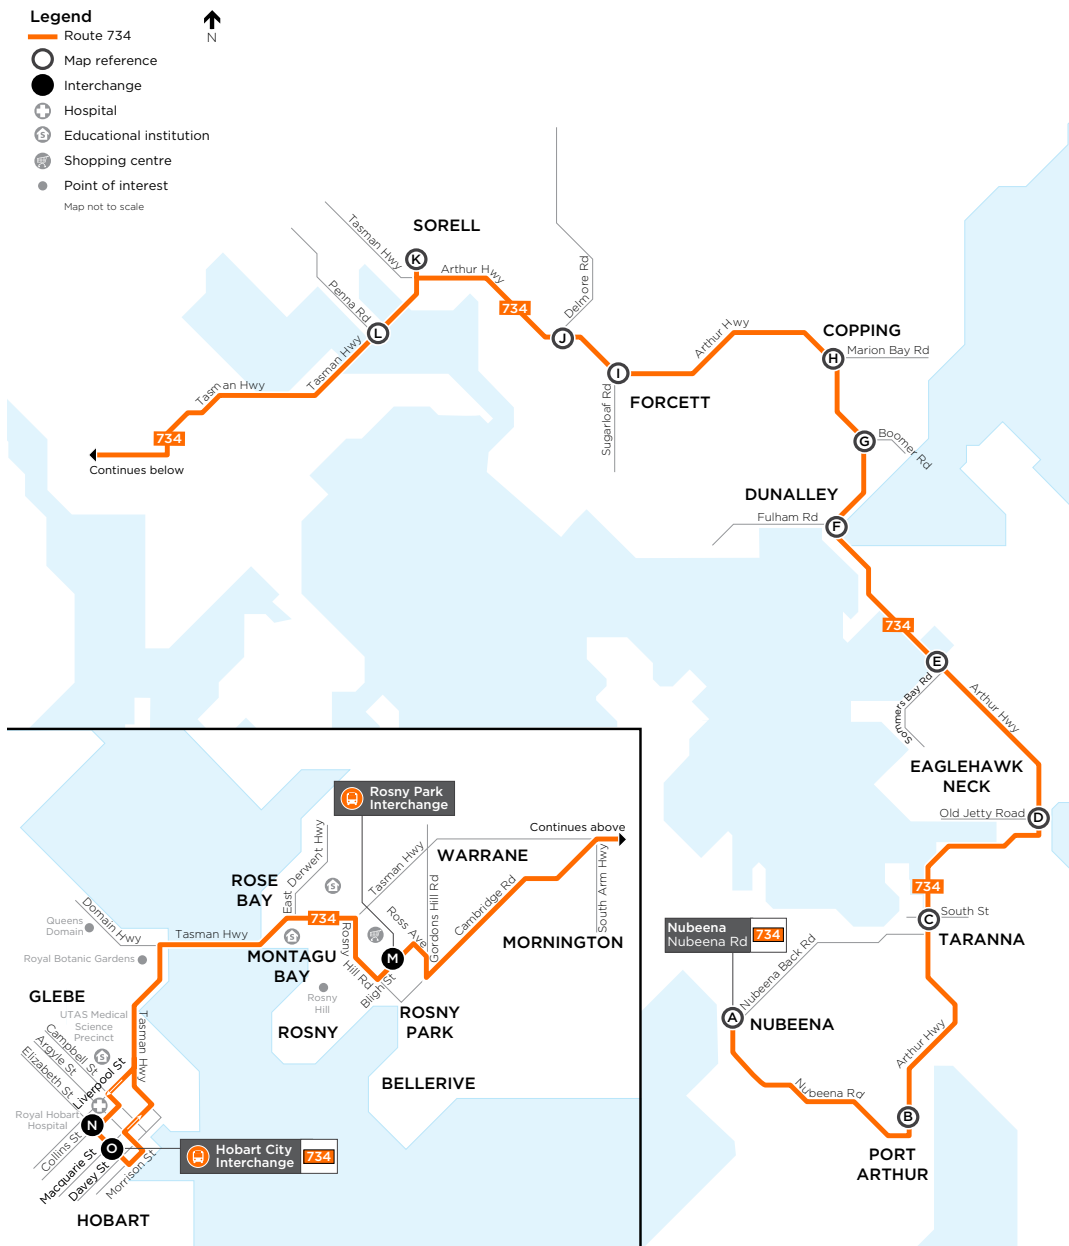 Legend
Route 734
N
Map reference
Interchange
Hospital
S
Educational institution
Shopping centre
Point of interest
Map not to scale
SORELL
Tasman Hwy
K
Arthur Hwy
Penna Rd
734
Delmore Rd
L
J
Tasman Hwy
Tasman Hwy
734
Continues below
I
FORCETT
Sugarloaf Rd
Arthur Hwy
COPPING
H
Marion Bay Rd
G
Boomer Rd
DUNALLEY
Fulham Rd
F
734
E
Sommers Bay Rd
Arthur Hwy
EAGLEHAWK
NECK
Old Jetty Road
D
734
C
South St
TARANNA
Nubeena
Nubeena Rd
734
Nubeena Back Rd
A
NUBEENA
Nubeena Rd
Arthur Hwy
B
PORT
ARTHUR
Rosny Park
Interchange
Continues above
East Derwent Hwy
Tasman Hwy
WARRANE
ROSE
BAY
S
Gordons Hill Rd
Cambridge Rd
South Arm Hwy
MORNINGTON
Domain Hwy
Queens
Domain
Tasman Hwy
734
S
Rosny Hill Rd
Ross Ave
M
Bligh St
MONTAGU
BAY
Royal Botanic Gardens
Rosny
Hill
ROSNY
ROSNY
PARK
BELLERIVE
GLEBE
UTAS Medical
Science
Precinct
S
Tasman Hwy
Campbell St
Argyle St
Elizabeth St
Liverpool St
Royal Hobart
Hospital
N
Collins St
O
Macquarie St
Davey St
Morrison St
Hobart City
Interchange
734
HOBART